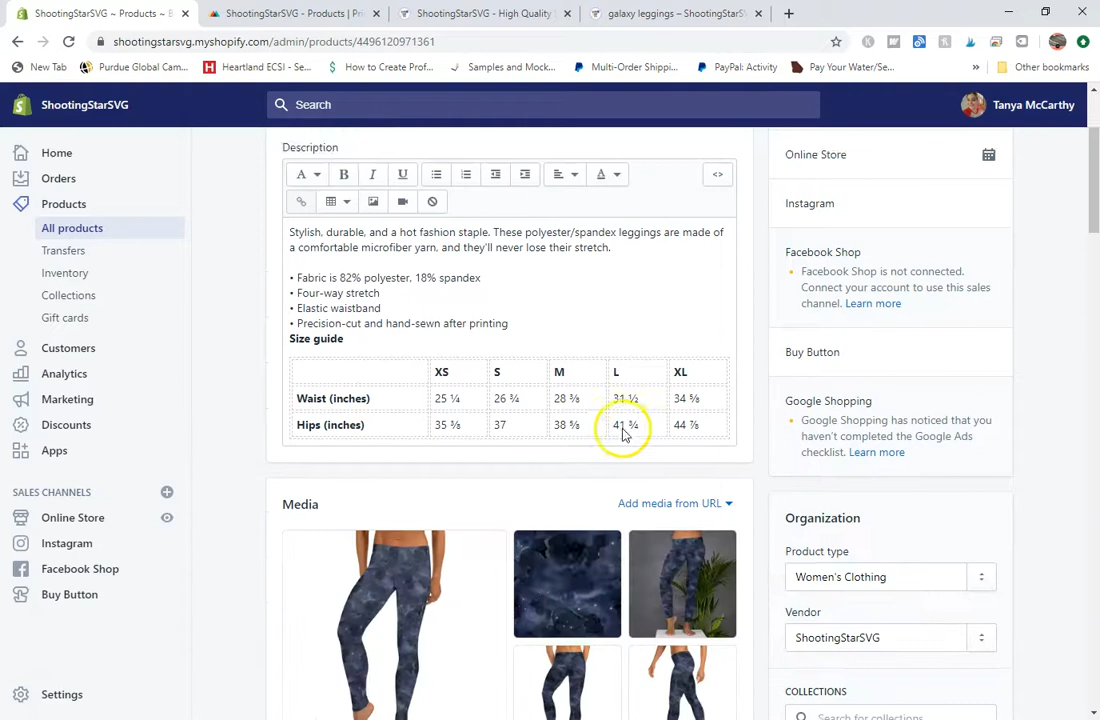 ShootingStarSVG ~ Products ~ B
ShootingStarSVG - Products | Pri
ShootingStarSVG - High Quality
galaxy leggings – ShootingStarSV
shootingstarsvg.myshopify.com/admin/products/4496120971361
New Tab
Purdue Global Cam...
Heartland ECSI - Se...
How to Create Prof...
Samples and Mock...
Multi-Order Shippi...
PayPal: Activity
Pay Your Water/Se...
»
Other bookmarks
ShootingStarSVG
Search
Tanya McCarthy
Home
Orders
Products
All products
Transfers
Inventory
Collections
Gift cards
Customers
Analytics
Marketing
Discounts
Apps
SALES CHANNELS
Online Store
Instagram
Facebook Shop
Buy Button
Settings
Description
A B I U A <>
Stylish, durable, and a hot fashion staple. These polyester/spandex leggings are made of
a comfortable microfiber yarn, and they'll never lose their stretch.
• Fabric is 82% polyester, 18% spandex
• Four-way stretch
• Elastic waistband
• Precision-cut and hand-sewn after printing
Size guide
XS S M L XL
Waist (inches) 25 ¼ 26 ¾ 28 ⅜ 31 ½ 34 ⅝
Hips (inches) 35 ⅜ 37 38 ⅝ 41 ¾ 44 ⅞
Media
Add media from URL
Online Store
Instagram
Facebook Shop
• Facebook Shop is not connected.
Connect your account to use this sales
channel. Learn more
Buy Button
Google Shopping
• Google Shopping has noticed that you
haven't completed the Google Ads
checklist. Learn more
Organization
Product type
Women's Clothing
Vendor
ShootingStarSVG
COLLECTIONS
Search for collections